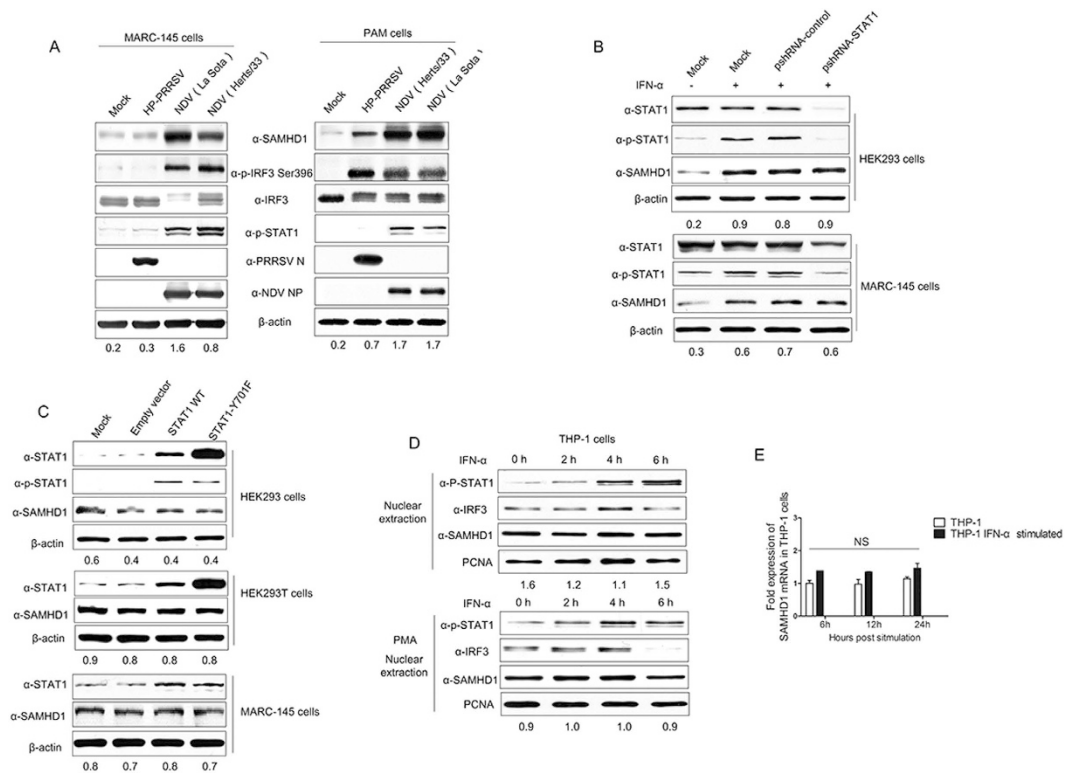 A
MARC-145 cells
PAM cells
Mock
HP-PRRSV
NDV ( La Sota )
NDV ( Herts/33 )
Mock
HP-PRRSV
NDV ( Herts/33 )
NDV ( La Sota )
α-SAMHD1
α-p-IRF3 Ser396
α-IRF3
α-p-STAT1
α-PRRSV N
α-NDV NP
β-actin
0.2 0.3 1.6 0.8
0.2 0.7 1.7 1.7
B
Mock
Mock
pshRNA-control
pshRNA-STAT1
IFN-α - + + +
α-STAT1
α-p-STAT1
α-SAMHD1
β-actin
HEK293 cells
0.2 0.9 0.8 0.9
α-STAT1
α-p-STAT1
α-SAMHD1
β-actin
MARC-145 cells
0.3 0.6 0.7 0.6
C
Mock
Empty vector
STAT1 WT
STAT1-Y701F
α-STAT1
α-p-STAT1
α-SAMHD1
β-actin
HEK293 cells
0.6 0.4 0.4 0.4
α-STAT1
α-SAMHD1
β-actin
HEK293T cells
0.9 0.8 0.8 0.8
α-STAT1
α-SAMHD1
β-actin
MARC-145 cells
0.8 0.7 0.8 0.7
D
THP-1 cells
IFN-α 0 h 2 h 4 h 6 h
Nuclear
extraction
α-P-STAT1
α-IRF3
α-SAMHD1
PCNA
1.6 1.2 1.1 1.5
IFN-α 0 h 2 h 4 h 6 h
PMA
Nuclear
extraction
α-p-STAT1
α-IRF3
α-SAMHD1
PCNA
0.9 1.0 1.0 0.9
E
Fold expression of
SAMHD1 mRNA in THP-1 cells
THP-1
THP-1 IFN-α stimulated
NS
3
2
1
0
6h 12h 24h
Hours post sitmulation